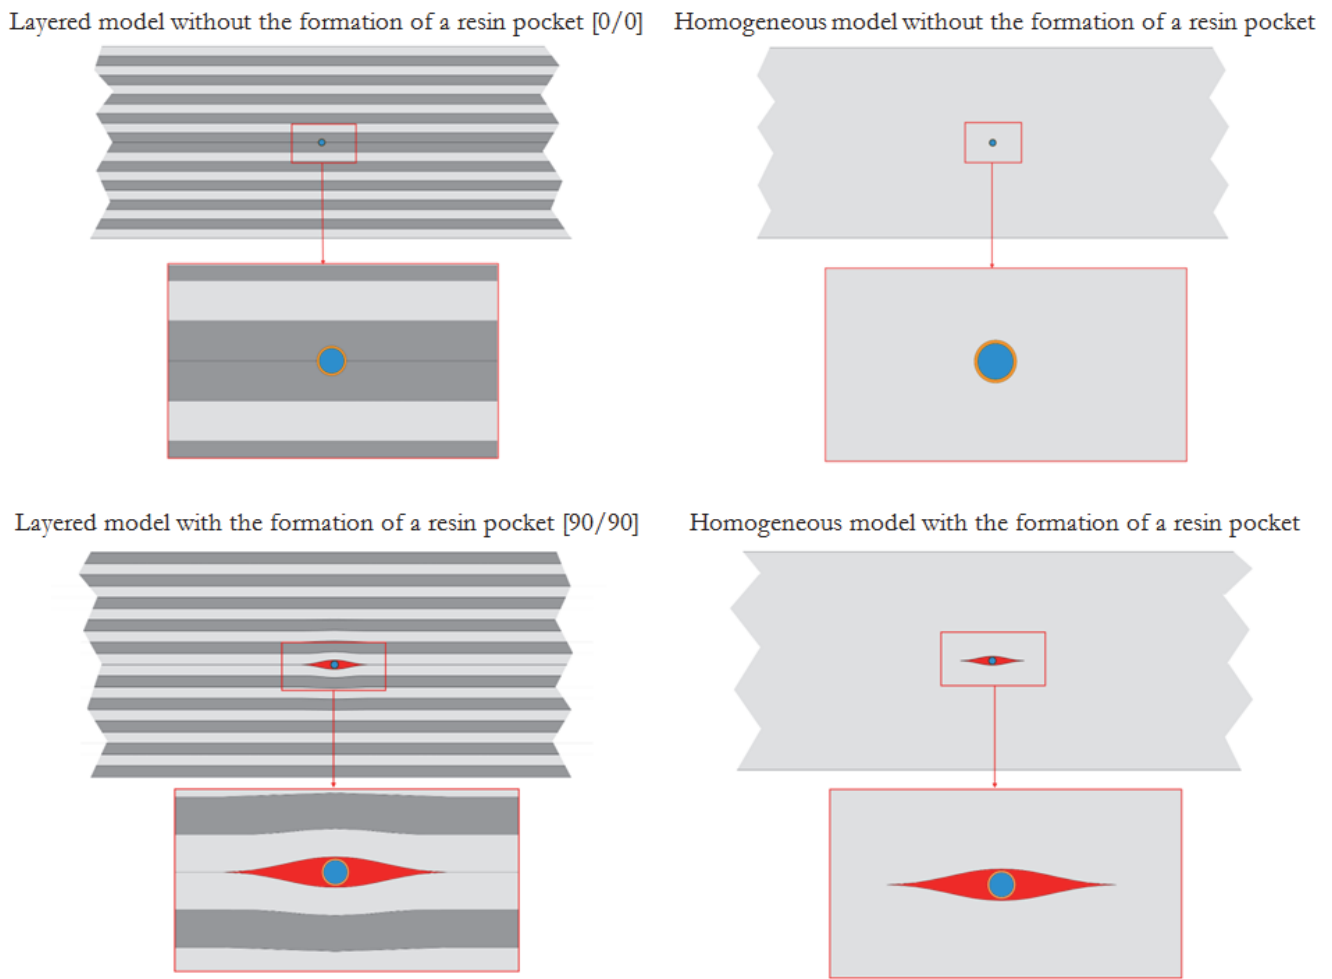 Layered model without the formation of a resin pocket [0/0]
Homogeneous model without the formation of a resin pocket
Layered model with the formation of a resin pocket [90/90]
Homogeneous model with the formation of a resin pocket